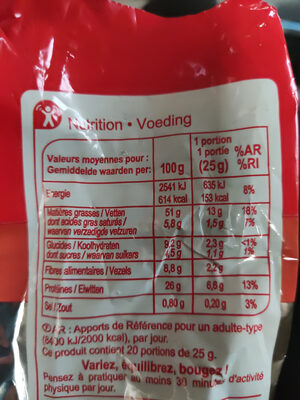 Nutrition • Voeding
Valeurs moyennes pour : 100g 1 portion %AR
Gemiddelde waarden per: 1 portie (25g) %RI
Energie 2541 kJ 635 kJ 8%
614 kcal 153 kcal
Matières grasses / Vetten 51 g 13 g 18%
dont acides gras saturés / 5,8 g 1,5g 7%
waarvan verzadigde vetzuren
Glucides / Koolhydraten 9,2 g 2,3g <1%
dont sucres / waarvan suikers 1,1g 1%
Fibres alimentaires / Vezels 8,8 g 2,2g
Protéines / Eiwitten 26 g 6,6 g 13%
Sel / Zout 0,80 g 0,20 g 3%
AR : Apports de Référence pour un adulte-type
(8400 kJ/2000 kcal), par jour.
Ce produit contient 20 portions de 25 g.
Variez, équilibrez, bougez !
Pensez à pratiquer au moins 30 minutes d'activité
physique par jour.